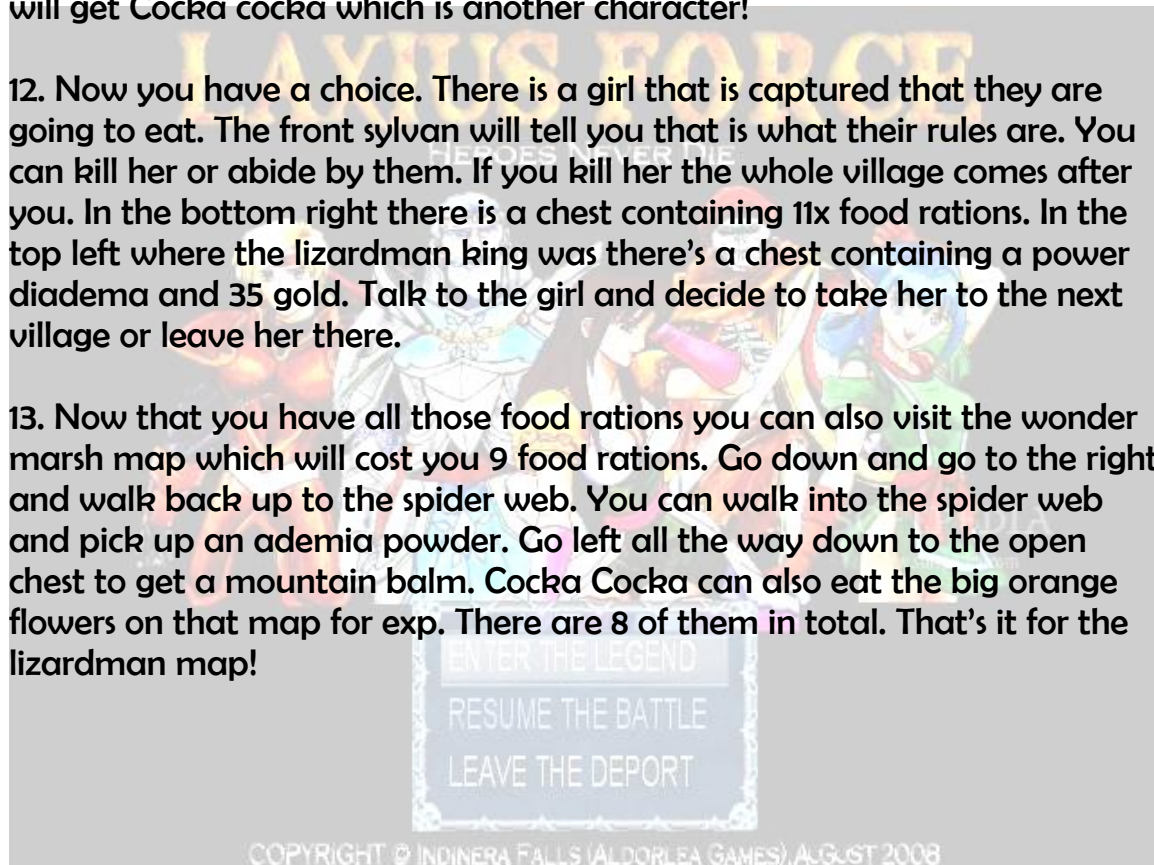 will get Cocka cocka which is another character!
LAXIUS FORCE
12. Now you have a choice. There is a girl that is captured that they are
going to eat. The front sylvan will tell you that is what their rules are. You
HEROES NEVER DIE
can kill her or abide by them. If you kill her the whole village comes after
you. In the bottom right there is a chest containing 11x food rations. In the
top left where the lizardman king was there's a chest containing a power
diadema and 35 gold. Talk to the girl and decide to take her to the next
village or leave her there.
13. Now that you have all those food rations you can also visit the wonder
marsh map which will cost you 9 food rations. Go down and go to the right
and walk back up to the spider web. You can walk into the spider web
and pick up an ademia powder. Go left all the way down to the open
chest to get a mountain balm. Cocka Cocka can also eat the big orange
flowers on that map for exp. There are 8 of them in total. That's it for the
lizardman map!
ENTER THE LEGEND
RESUME THE BATTLE
LEAVE THE DEPORT
COPYRIGHT @ INDINERA FALLS (ALDORLEA GAMES), AUGUST 2008